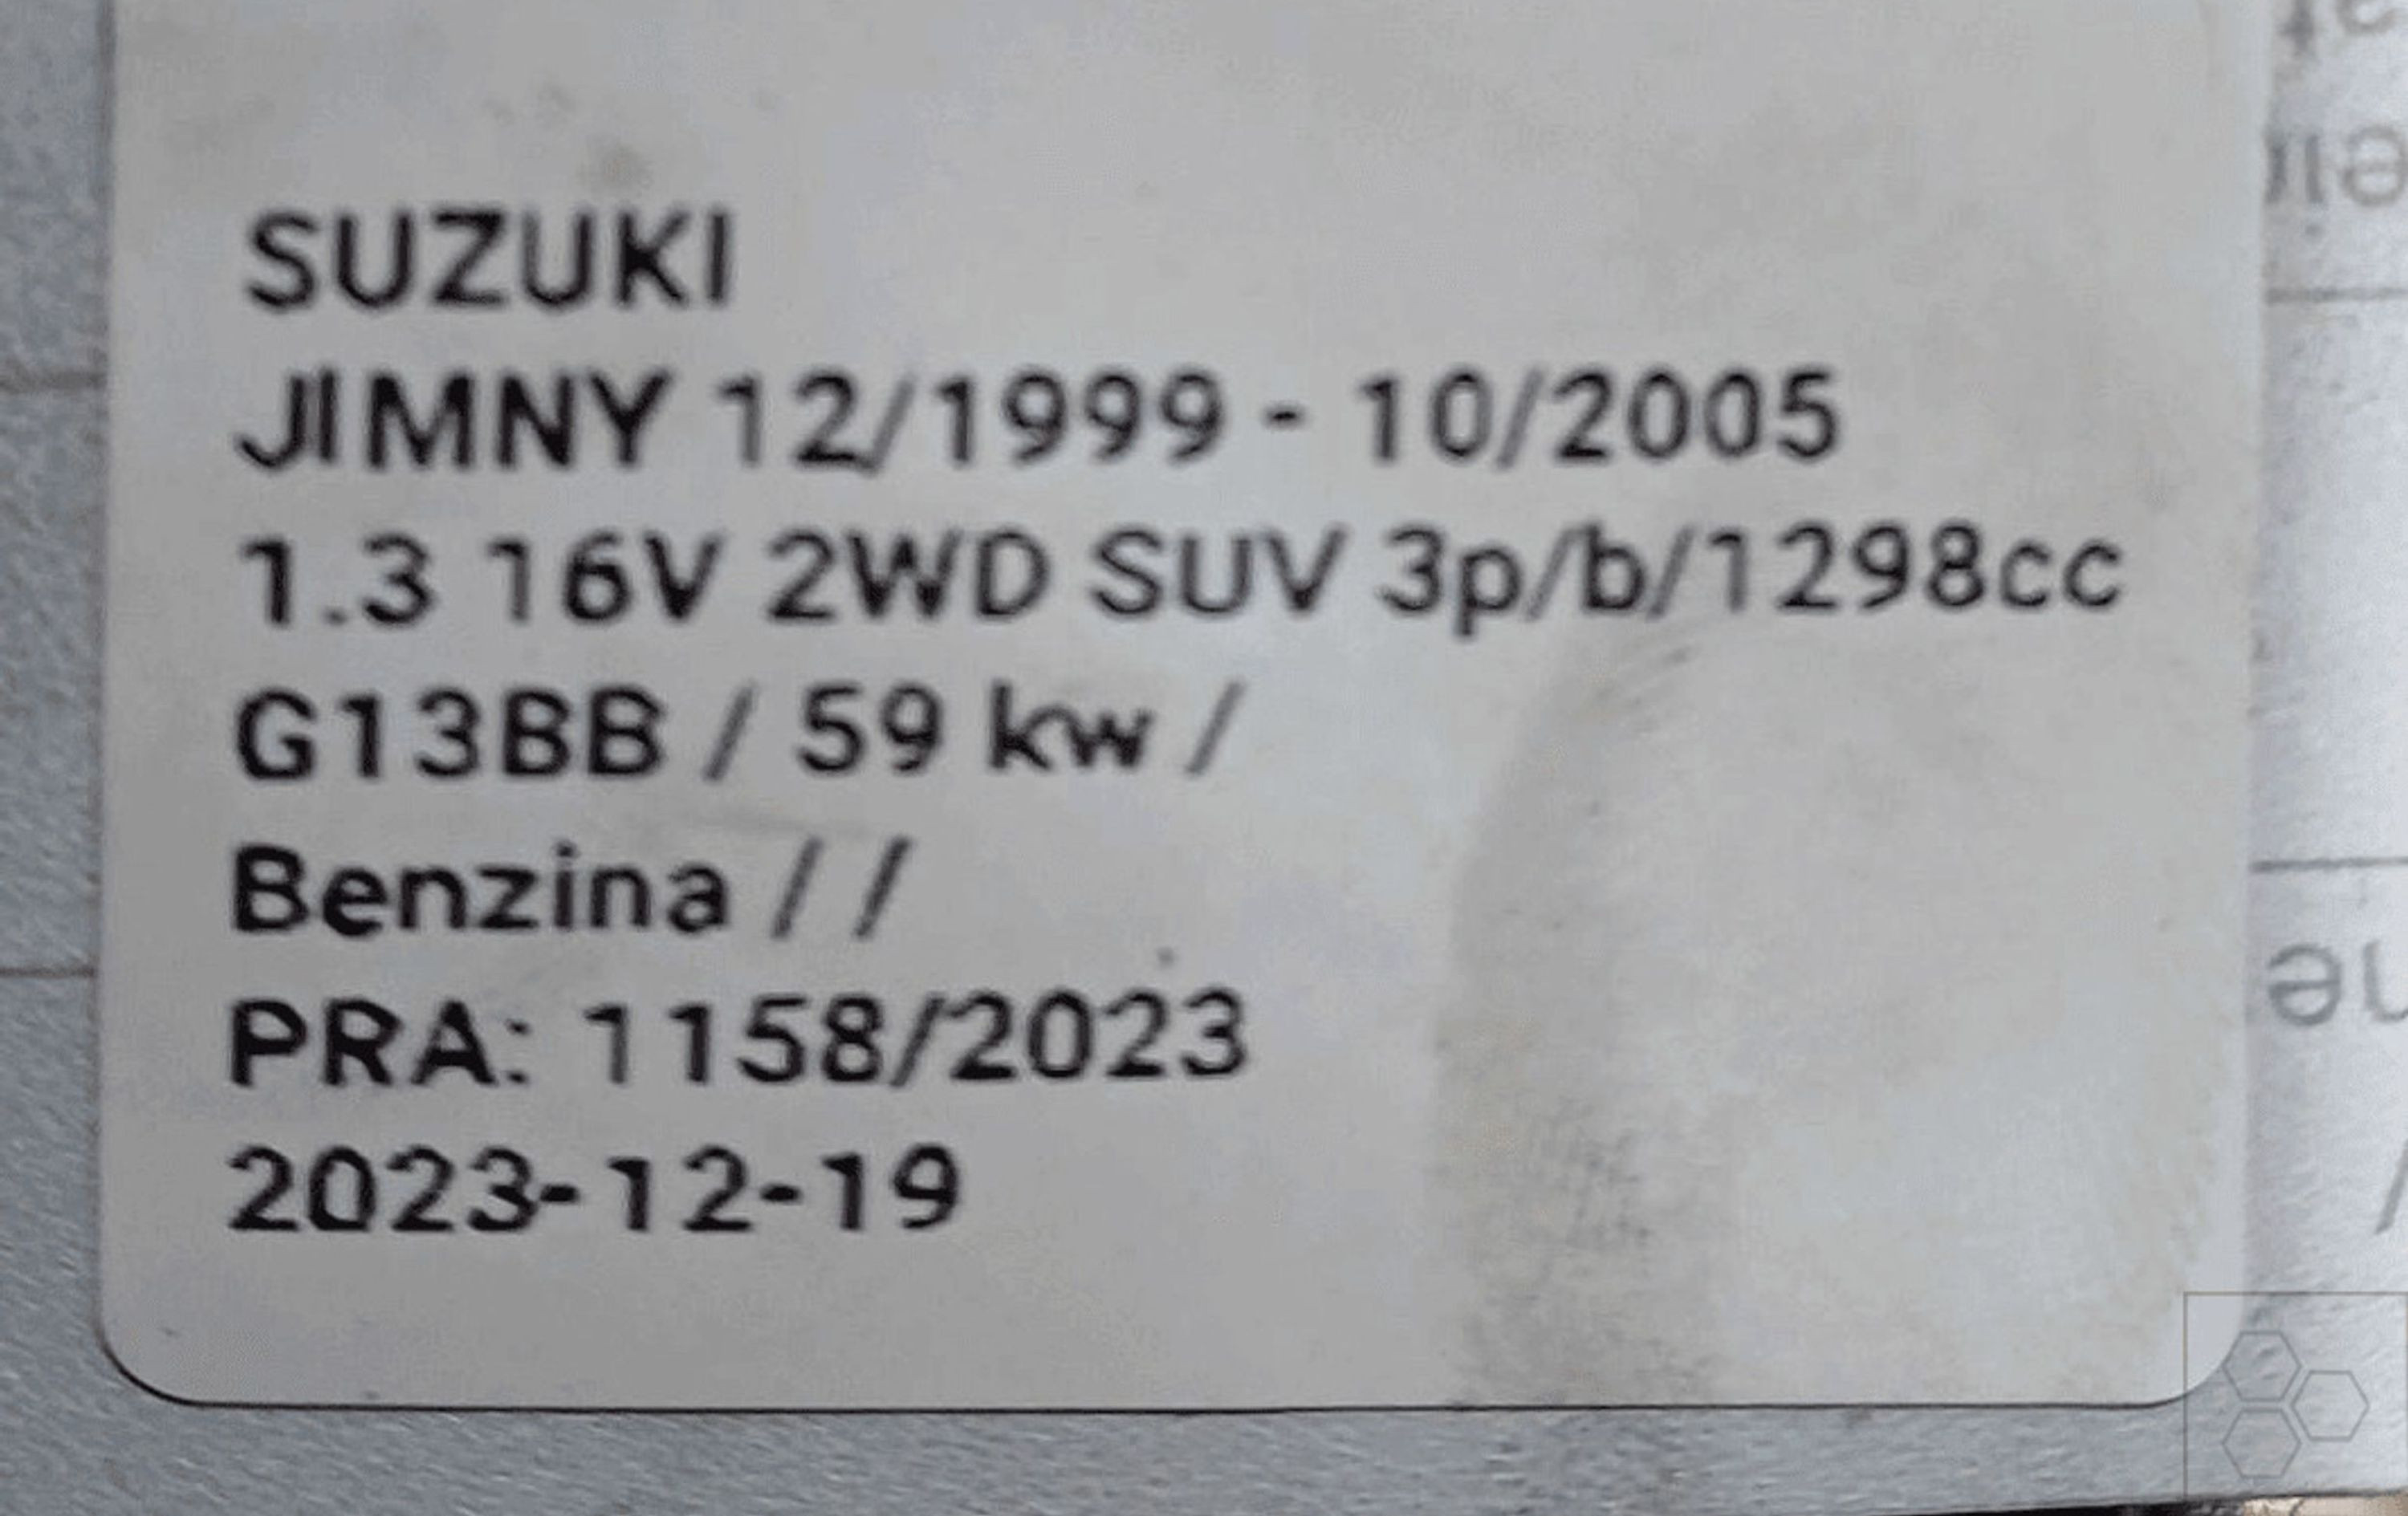 SUZUKI
JIMNY 12/1999 - 10/2005
1.3 16V 2WD SUV 3p/b/1298cc
G13BB / 59 kw /
Benzina / /
PRA: 1158/2023
2023-12-19